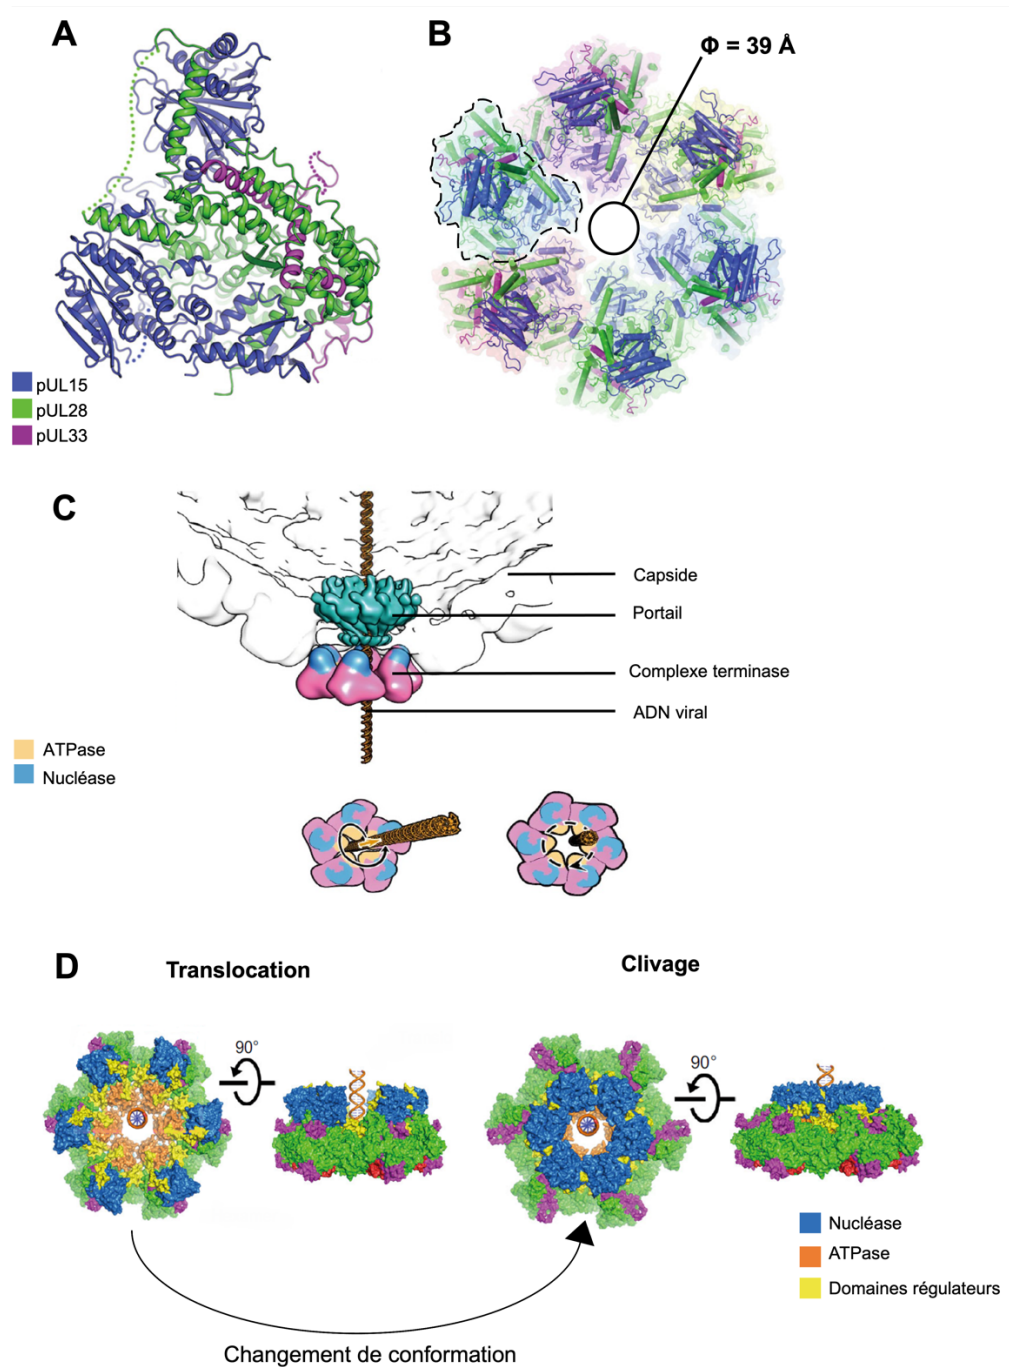 A
B
Φ = 39 Å
pUL15
pUL28
pUL33
C
Capside
Portail
Complexe terminase
ADN viral
ATPase
Nucléase
D
Translocation
Clivage
90°
90°
Nucléase
ATPase
Domaines régulateurs
Changement de conformation